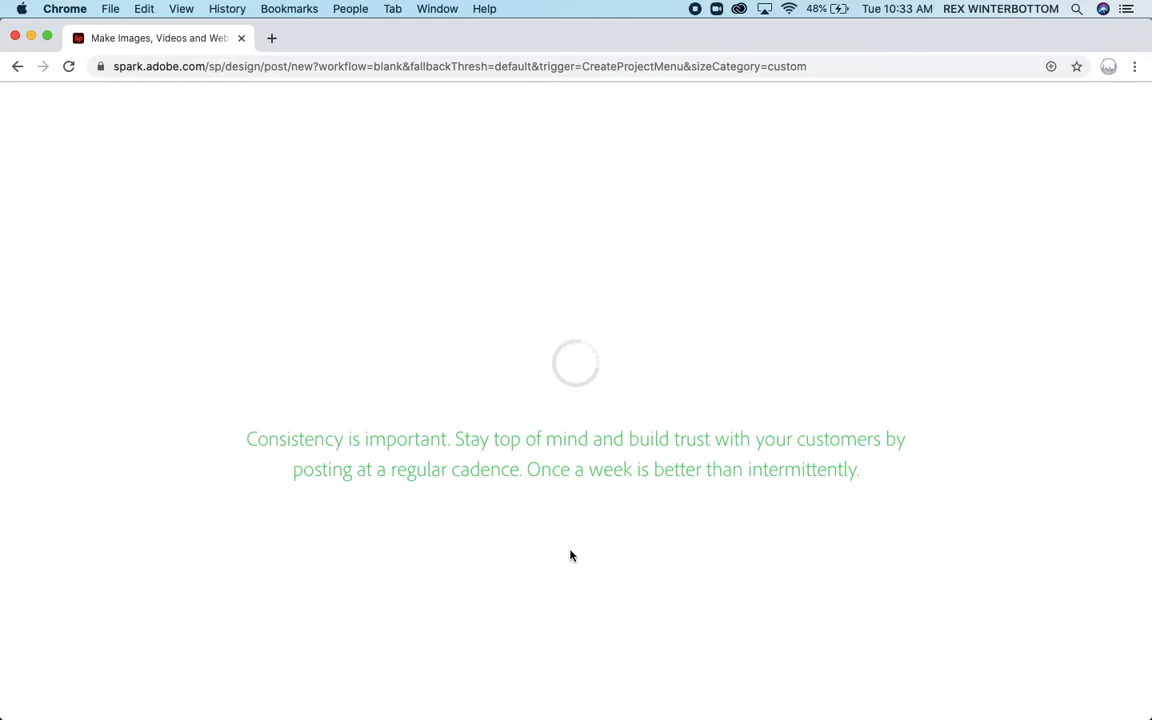 Chrome File Edit View History Bookmarks People Tab Window Help 48% Tue 10:33 AM REX WINTERBOTTOM
Sp Make Images, Videos and Web
spark.adobe.com/sp/design/post/new?workflow=blank&fallbackThresh=default&trigger=CreateProjectMenu&sizeCategory=custom
Consistency is important. Stay top of mind and build trust with your customers by
posting at a regular cadence. Once a week is better than intermittently.